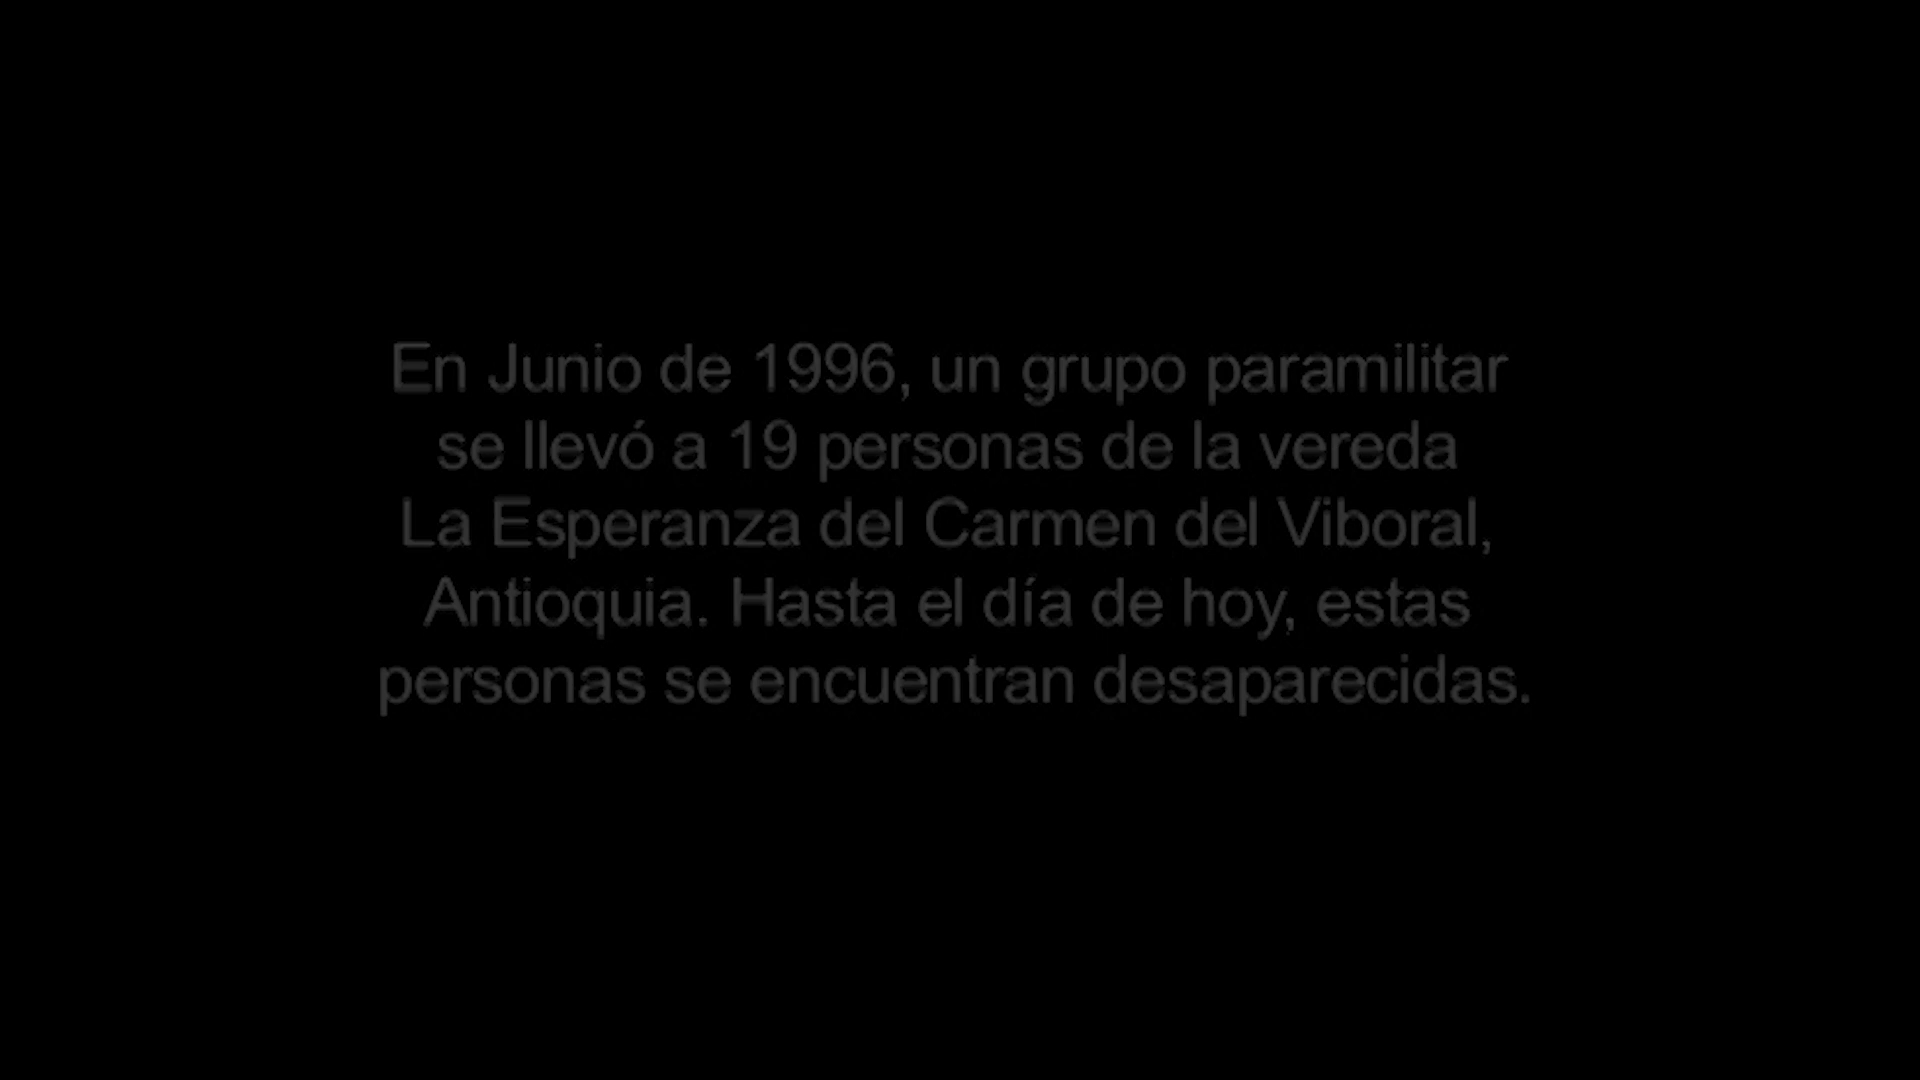 En Junio de 1996, un grupo paramilitar
se llevó a 19 personas de la vereda
La Esperanza del Carmen del Viboral,
Antioquia. Hasta el día de hoy, estas
personas se encuentran desaparecidas.